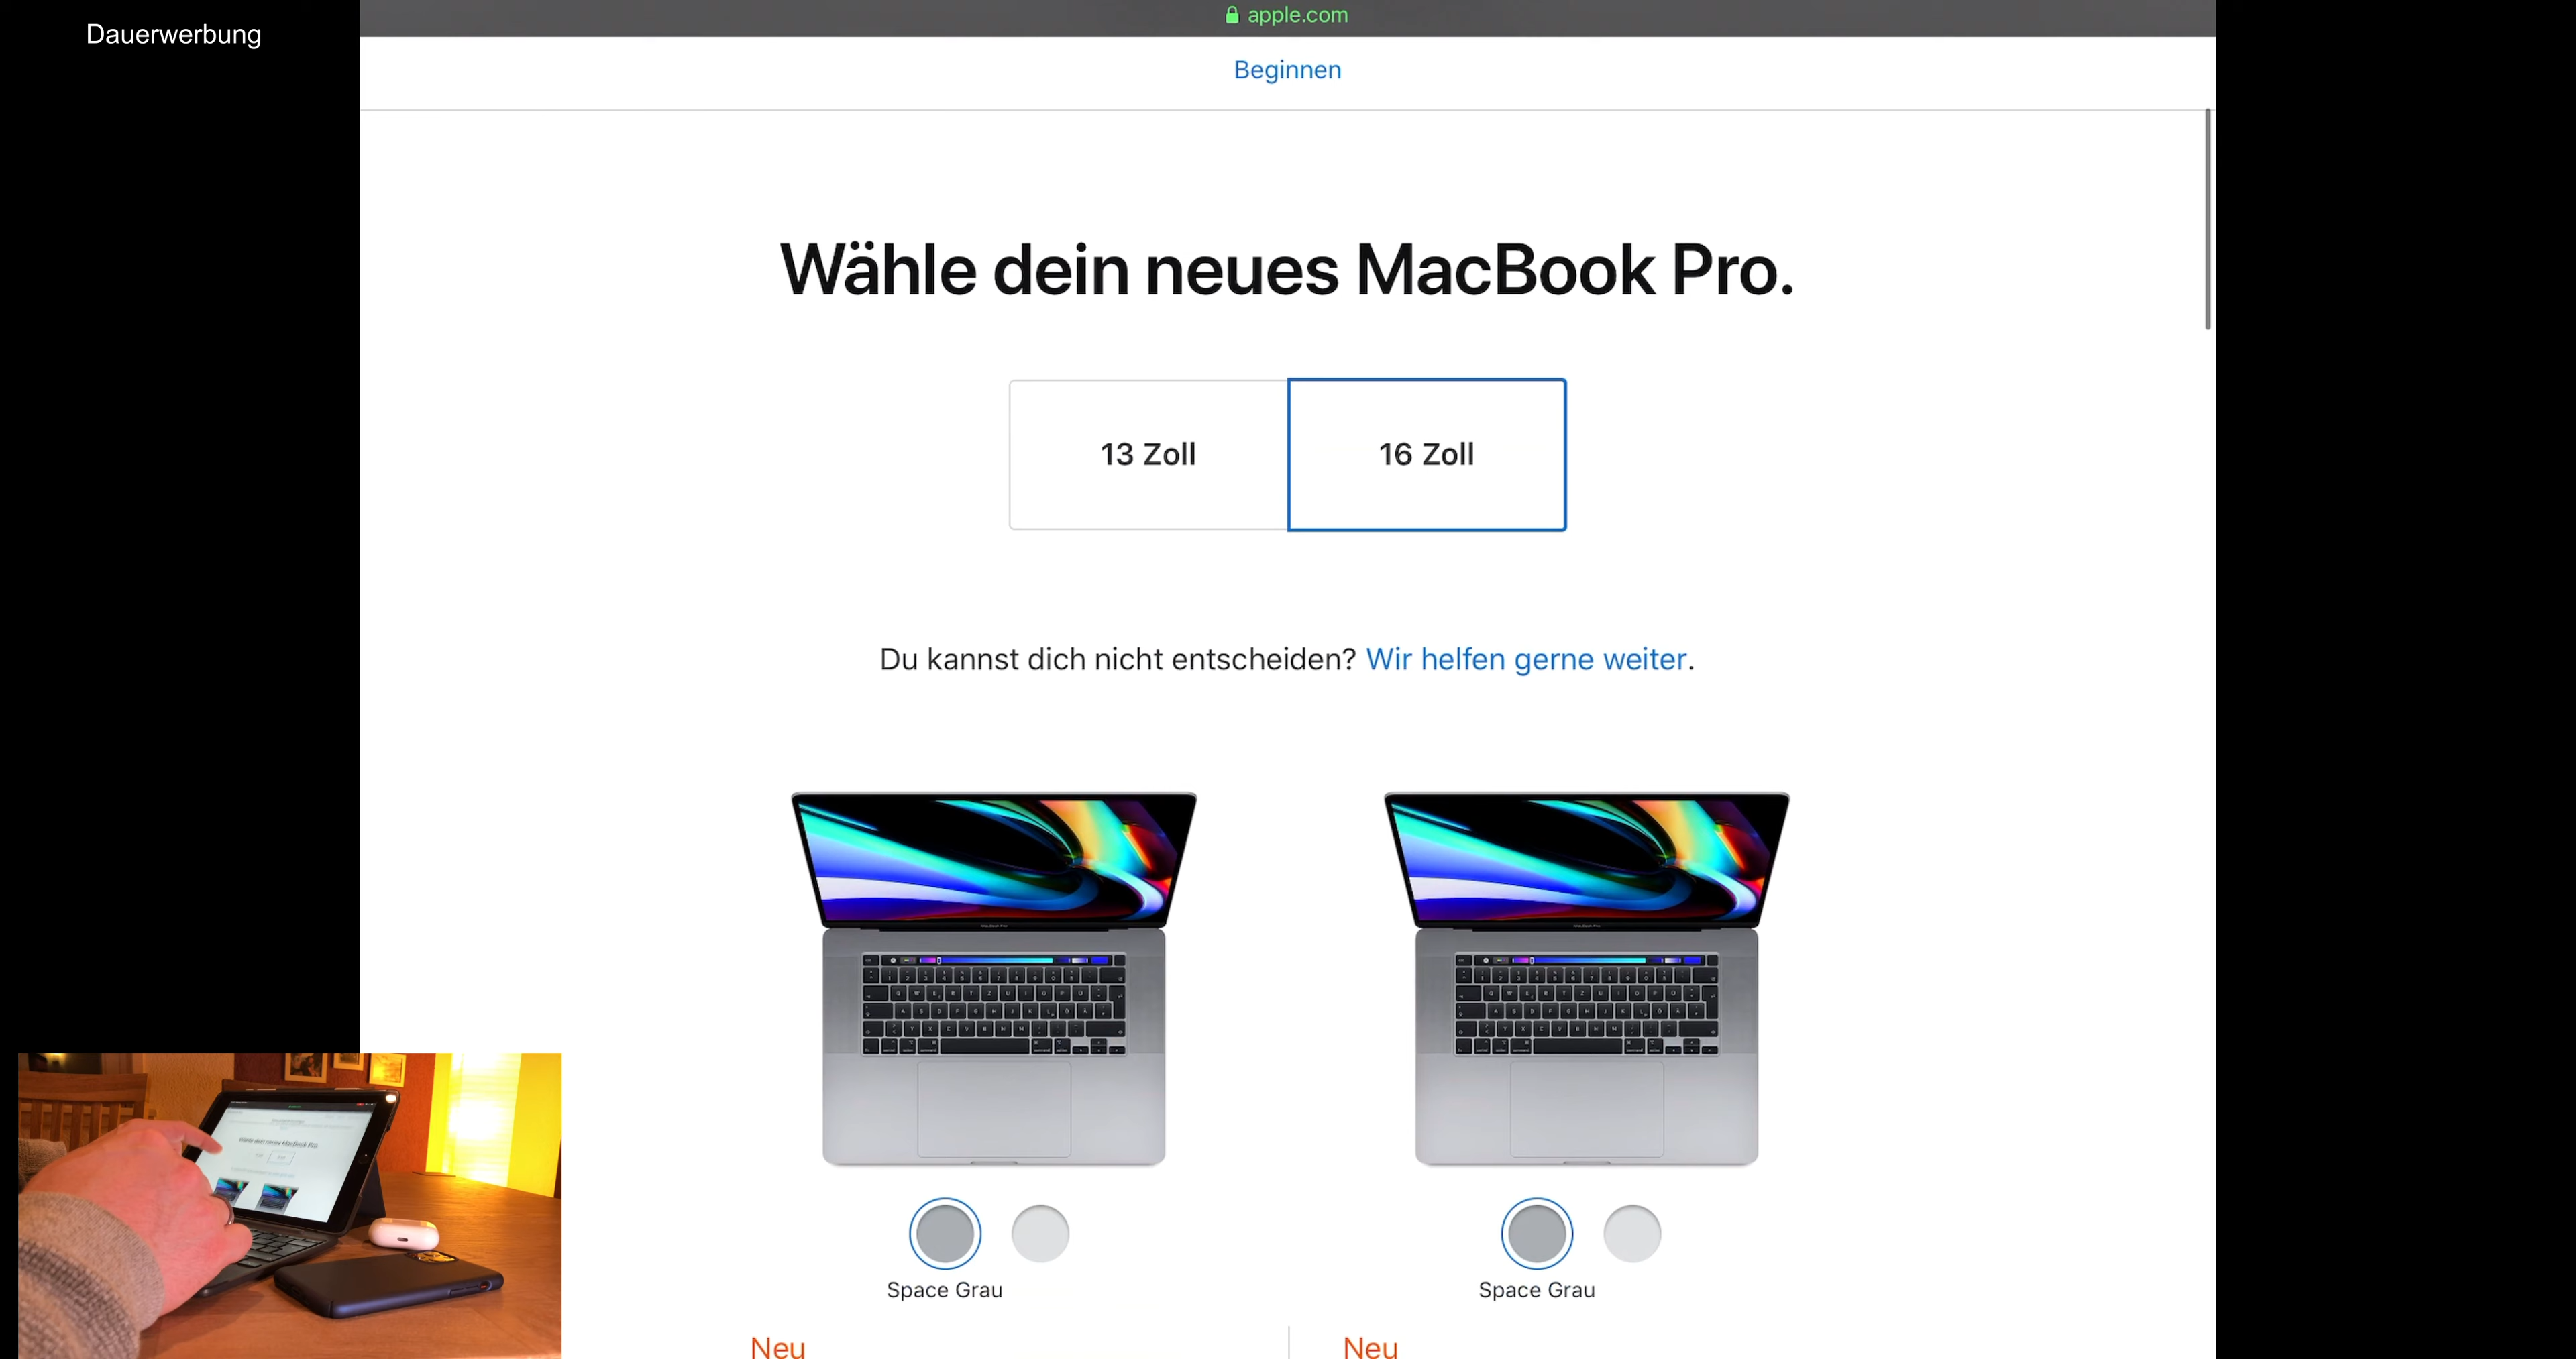 Dauerwerbung
apple.com
Beginnen
Wähle dein neues MacBook Pro.
13 Zoll
16 Zoll
Du kannst dich nicht entscheiden? Wir helfen gerne weiter.
Space Grau
Space Grau
Neu
Neu